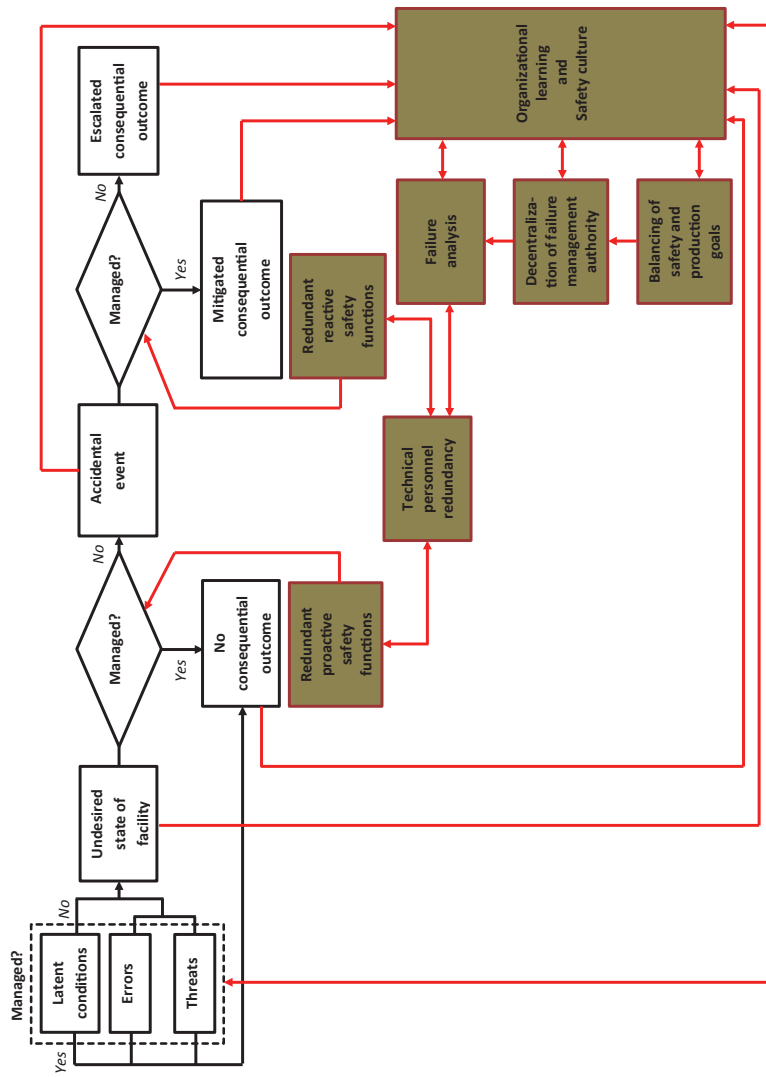 Managed?
Yes
Latent
conditions
Errors
Threats
No
Undesired
state of
facility
Managed?
No
Yes
No
consequential
outcome
Accidental
event
Managed?
No
Yes
Escalated
consequential
outcome
Mitigated
consequential
outcome
Redundant
proactive
safety
functions
Redundant
reactive
safety
functions
Technical
personnel
redundancy
Failure
analysis
Decentraliza-
tion of failure
management
authority
Balancing of
safety and
production
goals
Organizational
learning
and
Safety culture